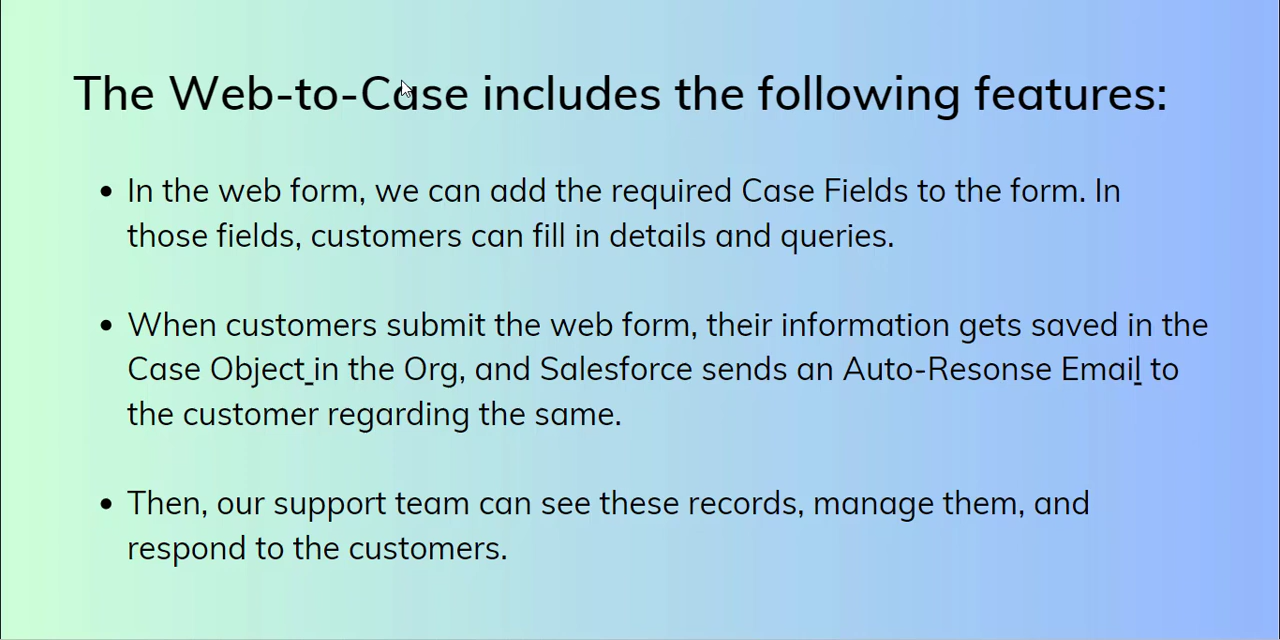 The Web-to-Case includes the following features:
• In the web form, we can add the required Case Fields to the form. In
those fields, customers can fill in details and queries.
• When customers submit the web form, their information gets saved in the
Case Object in the Org, and Salesforce sends an Auto-Resonse Email to
the customer regarding the same.
• Then, our support team can see these records, manage them, and
respond to the customers.